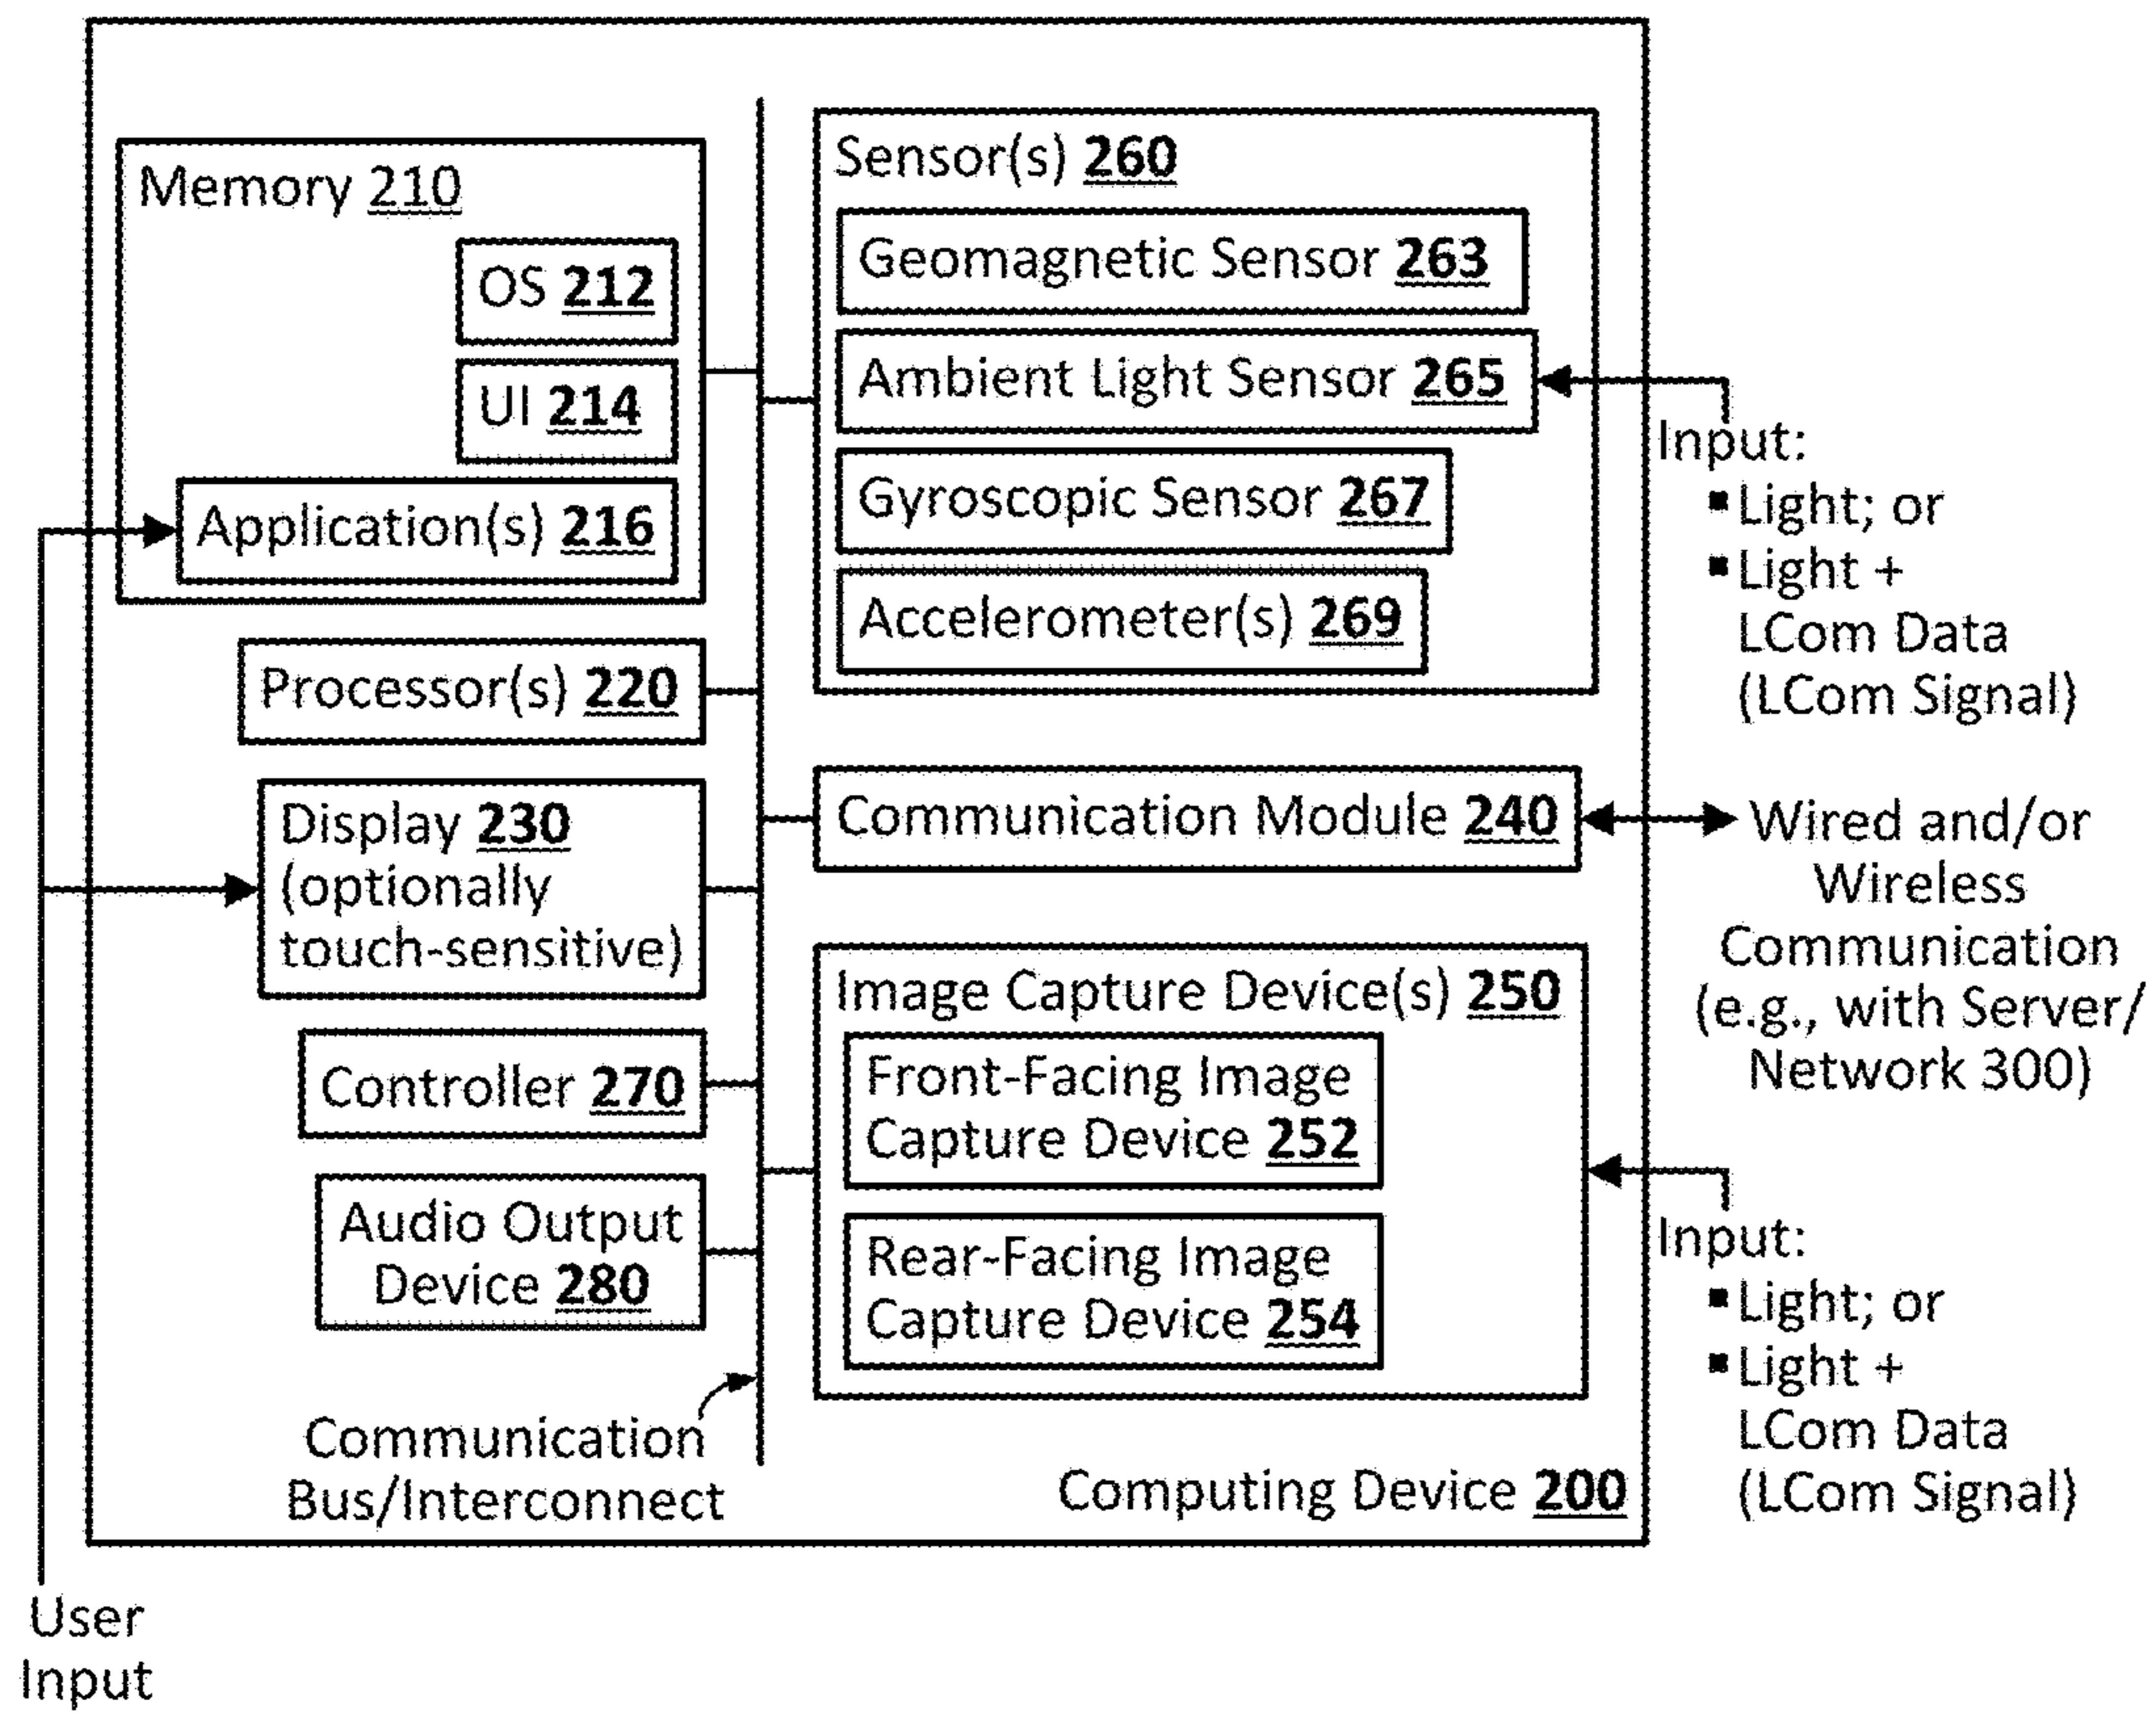 Memory 210
OS 212
UI 214
Application(s) 216
Processor(s) 220
Display 230
(optionally
touch-sensitive)
Controller 270
Audio Output
Device 280
Communication
Bus/Interconnect
Sensor(s) 260
Geomagnetic Sensor 263
Ambient Light Sensor 265
Gyroscopic Sensor 267
Accelerometer(s) 269
Communication Module 240
Image Capture Device(s) 250
Front-Facing Image
Capture Device 252
Rear-Facing Image
Capture Device 254
Computing Device 200
Input:
▪ Light; or
▪ Light +
LCom Data
(LCom Signal)
Wired and/or
Wireless
Communication
(e.g., with Server/
Network 300)
Input:
▪ Light; or
▪ Light +
LCom Data
(LCom Signal)
User
Input